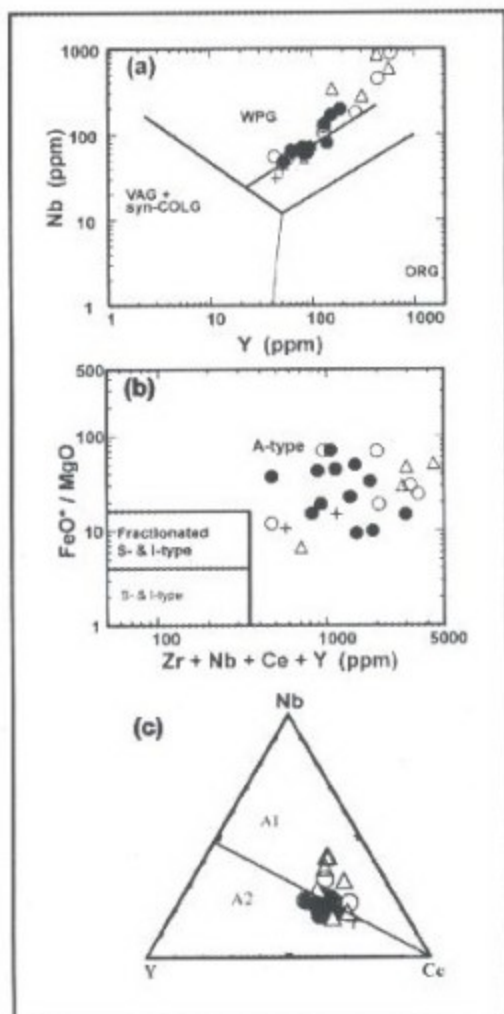 (a)
1000
100
10
1
Nb (ppm)
WPG
VAG +
syn-COLG
ORG
1 10 100 1000
Y (ppm)
(b)
500
100
10
1
FeO* / MgO
A-type
Fractionated
S- & I-type
S- & I-type
100 1000 5000
Zr + Nb + Ce + Y (ppm)
(c)
Nb
A1
A2
Y Ce